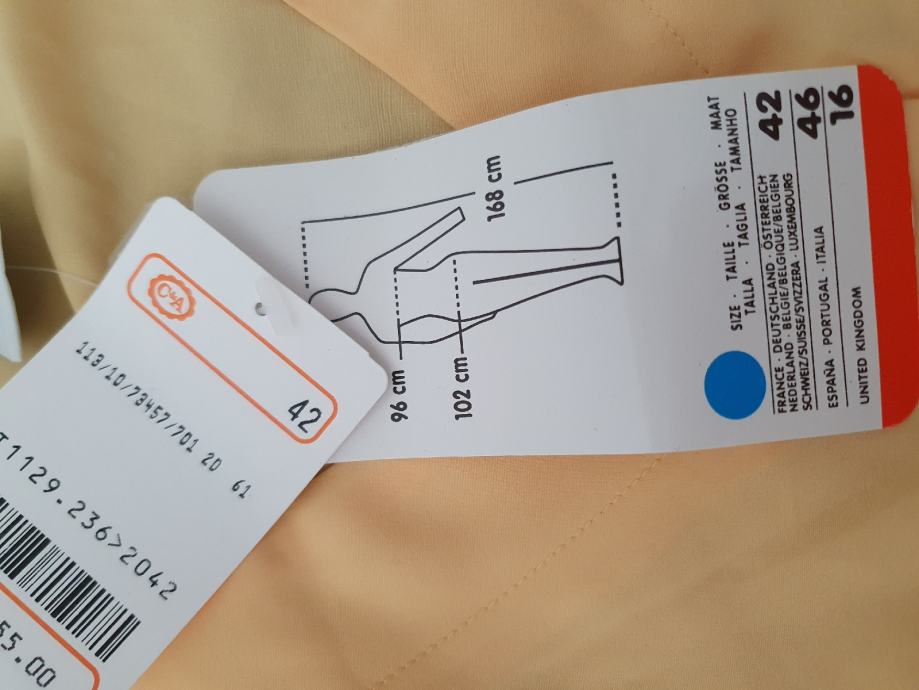 C&A
42
113/10/73457/701 20 61
T1129.236>2042
55.00
168 cm
96 cm
102 cm
SIZE · TAILLE · GRÖSSE · MAAT
TALLA · TAGLIA · TAMANHO
FRANCE · DEUTSCHLAND · ÖSTERREICH
NEDERLAND · BELGIE/BELGIQUE/BELGIEN
SCHWEIZ/SUISSE/SVIZZERA · LUXEMBOURG
42
ESPAÑA · PORTUGAL · ITALIA 46
UNITED KINGDOM 16